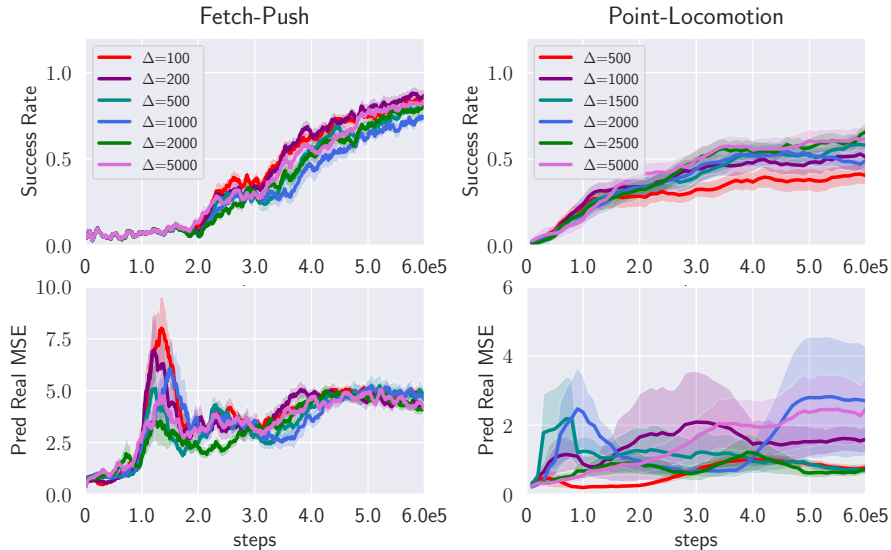 Fetch-Push
Point-Locomotion
Success Rate
1.0
0.5
0.0
Δ=100
Δ=200
Δ=500
Δ=1000
Δ=2000
Δ=5000
0 1.0 2.0 3.0 4.0 5.0 6.0e5
Success Rate
1.0
0.5
0.0
Δ=500
Δ=1000
Δ=1500
Δ=2000
Δ=2500
Δ=5000
0 1.0 2.0 3.0 4.0 5.0 6.0e5
Pred Real MSE
10.0
7.5
5.0
2.5
0.0
0 1.0 2.0 3.0 4.0 5.0 6.0e5
steps
Pred Real MSE
6
4
2
0
0 1.0 2.0 3.0 4.0 5.0 6.0e5
steps